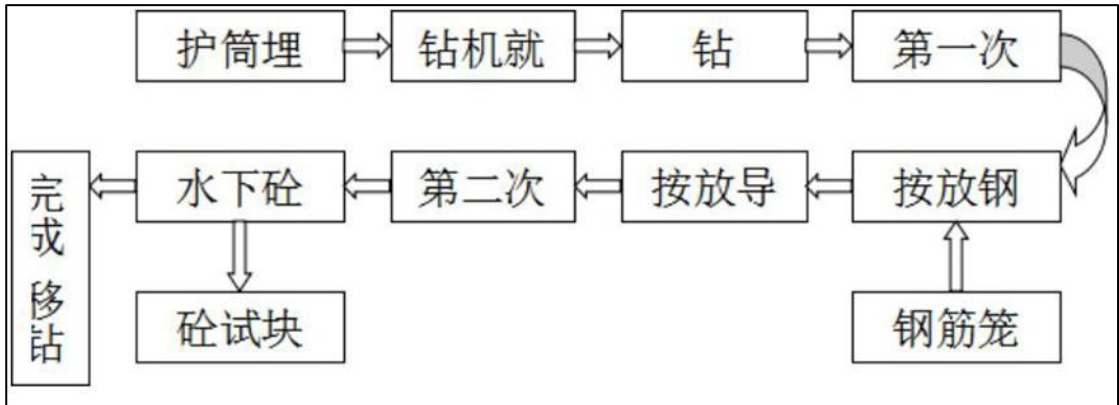 护筒埋
钻机就
钻
第一次
按放钢
按放导
第二次
水下砼
完成 移钻
砼试块
钢筋笼